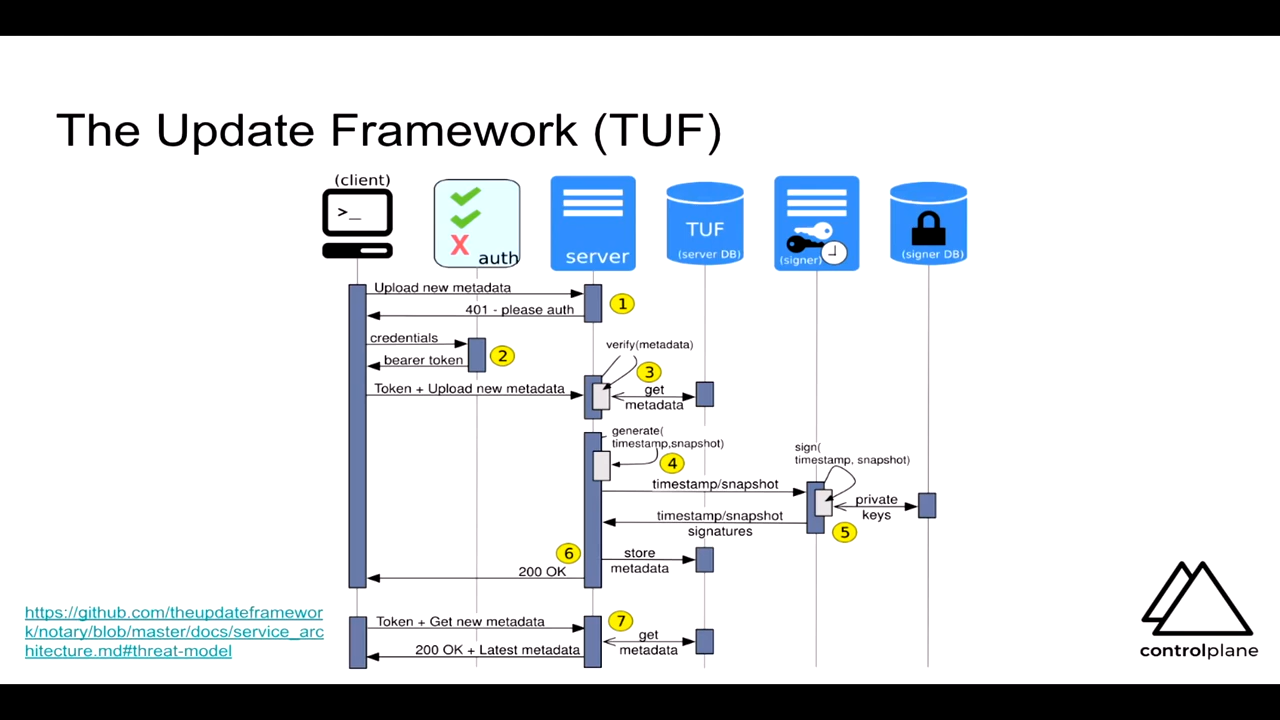 The Update Framework (TUF)
(client)
>_
auth
server
TUF
(server DB)
(signer)
(signer DB)
Upload new metadata
1
401 - please auth
credentials
2
bearer token
verify(metadata)
3
Token + Upload new metadata
get
metadata
generate(
timestamp,snapshot)
4
sign(
timestamp, snapshot)
timestamp/snapshot
private
keys
timestamp/snapshot
signatures
5
6
store
metadata
200 OK
Token + Get new metadata
7
get
metadata
200 OK + Latest metadata
https://github.com/theupdateframewor
k/notary/blob/master/docs/service_arc
hitecture.md#threat-model
controlplane